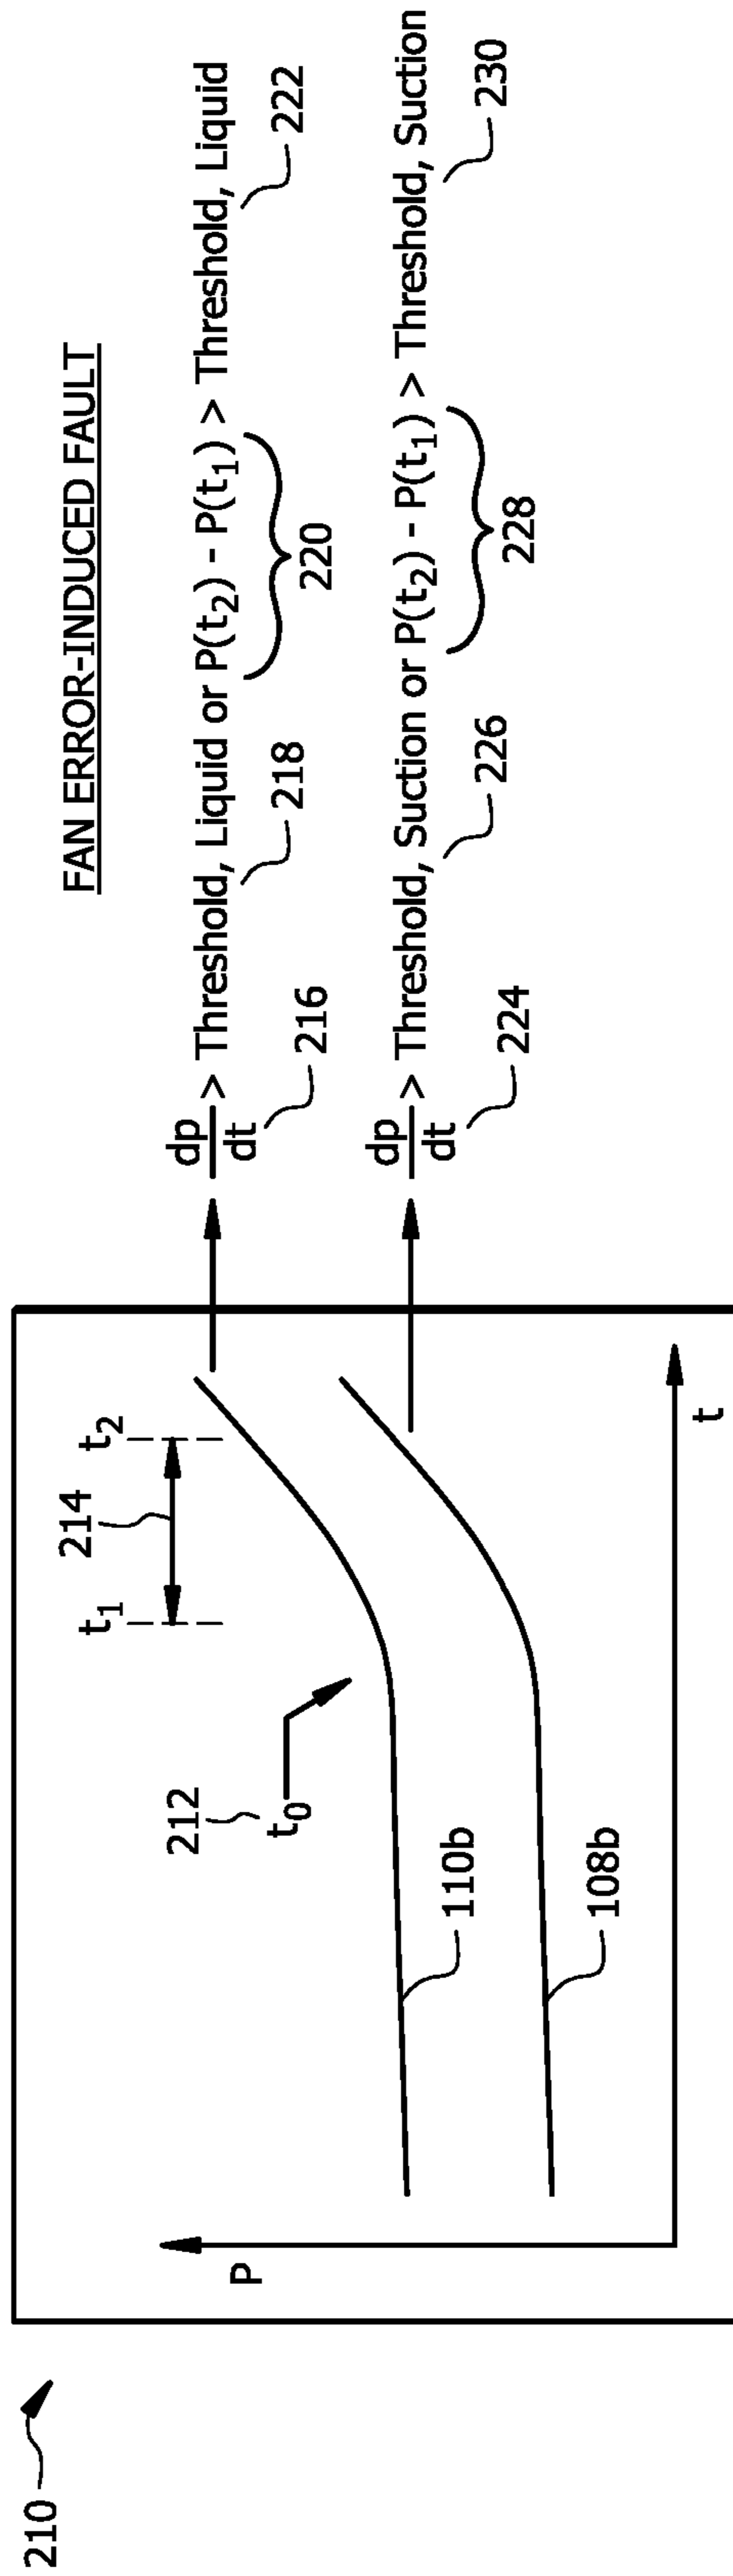 210
FAN ERROR-INDUCED FAULT
214
t₁
t₂
212
t₀
P
110b
108b
t
dp/dt > Threshold, Liquid or P(t₂) - P(t₁) > Threshold, Liquid
216
218
220
222
dp/dt > Threshold, Suction or P(t₂) - P(t₁) > Threshold, Suction
224
226
228
230